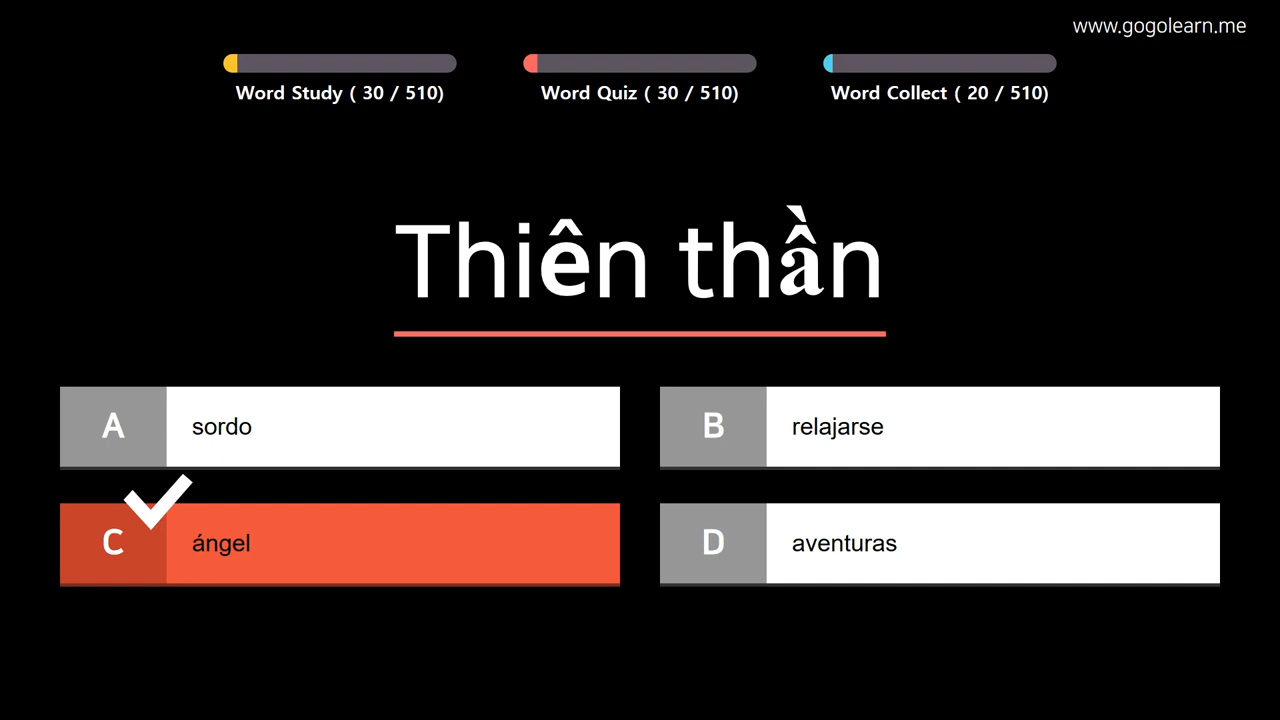 www.gogolearn.me
Word Study ( 30 / 510)
Word Quiz ( 30 / 510)
Word Collect ( 20 / 510)
Thiên thần
A sordo
B relajarse
C ángel
D aventuras